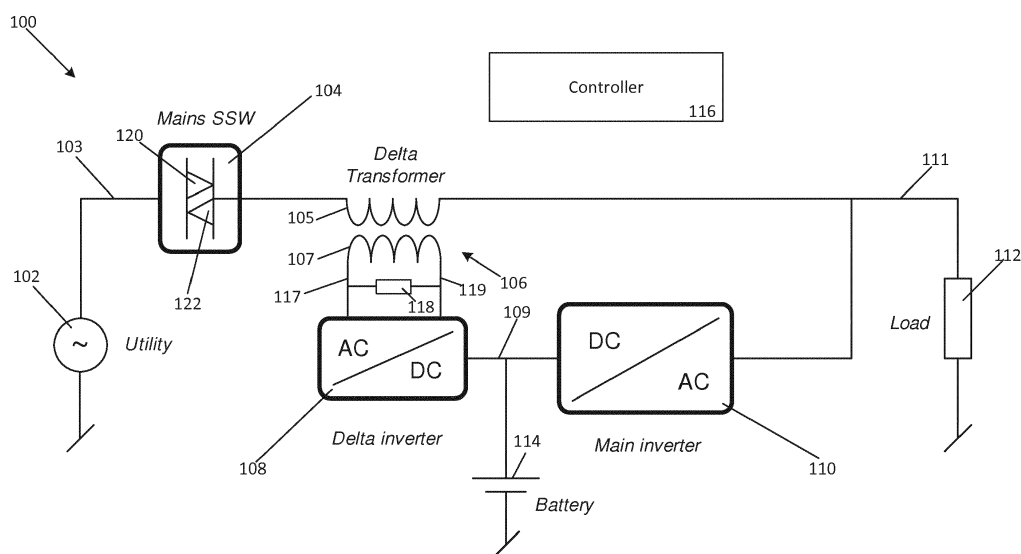 100
Controller
116
104
Mains SSW
120
103
Delta
Transformer
111
105
107
106
102
122
117
118
119
109
112
~
Utility
AC
DC
DC
AC
Load
Delta inverter
Main inverter
108
114
110
Battery